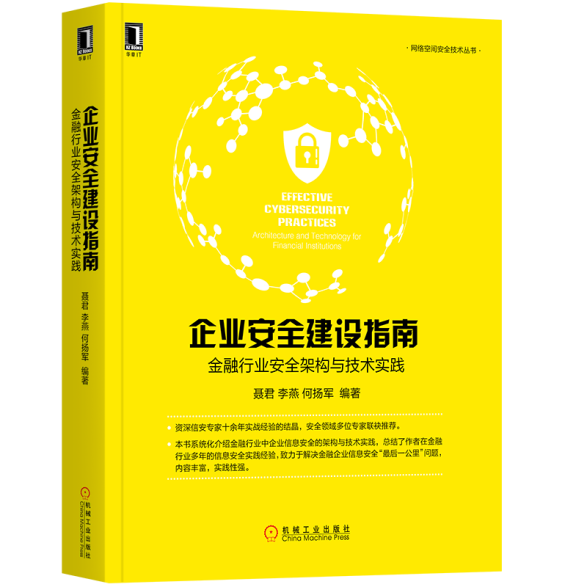 华章IT
企业安全建设指南
金融行业安全架构与技术实践
聂君 李燕 何扬军 编著
机械工业出版社
China Machine Press
·网络空间安全技术丛书·
EFFECTIVE
CYBERSECURITY
PRACTICES
Architecture and Technology for
Financial Institutions
企业安全建设指南
金融行业安全架构与技术实践
聂君 李燕 何扬军 编著
资深信安专家十余年实战经验的结晶，安全领域多位专家联袂推荐。
本书系统化介绍金融行业中企业信息安全的架构与技术实践，总结了作者在金融
行业多年的信息安全实践经验，致力于解决金融企业信息安全“最后一公里”问题，
内容丰富，实践性强。
机械工业出版社
China Machine Press